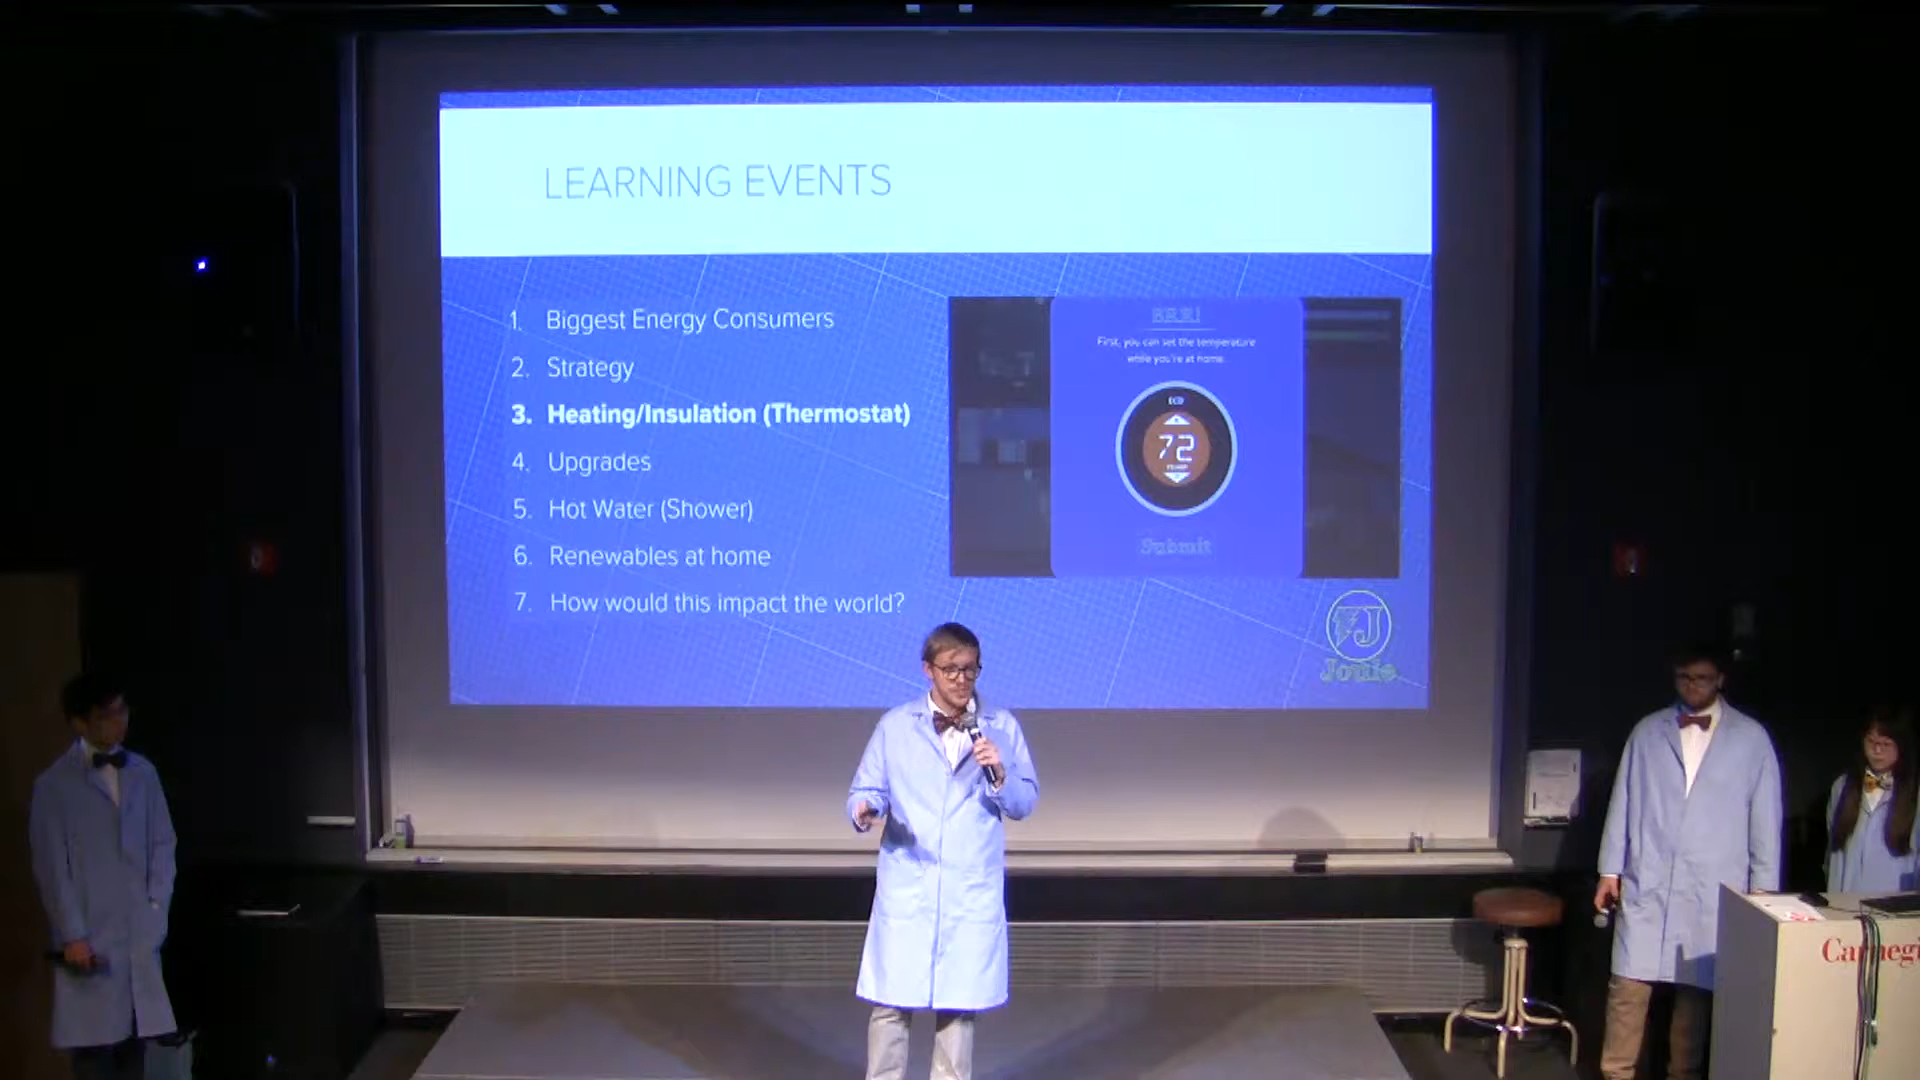 LEARNING EVENTS
1. Biggest Energy Consumers
2. Strategy
3. Heating/Insulation (Thermostat)
4. Upgrades
5. Hot Water (Shower)
6. Renewables at home
7. How would this impact the world?
First, you can set the temperature
while you're at home.
ECO
72
Submit
J
Joule